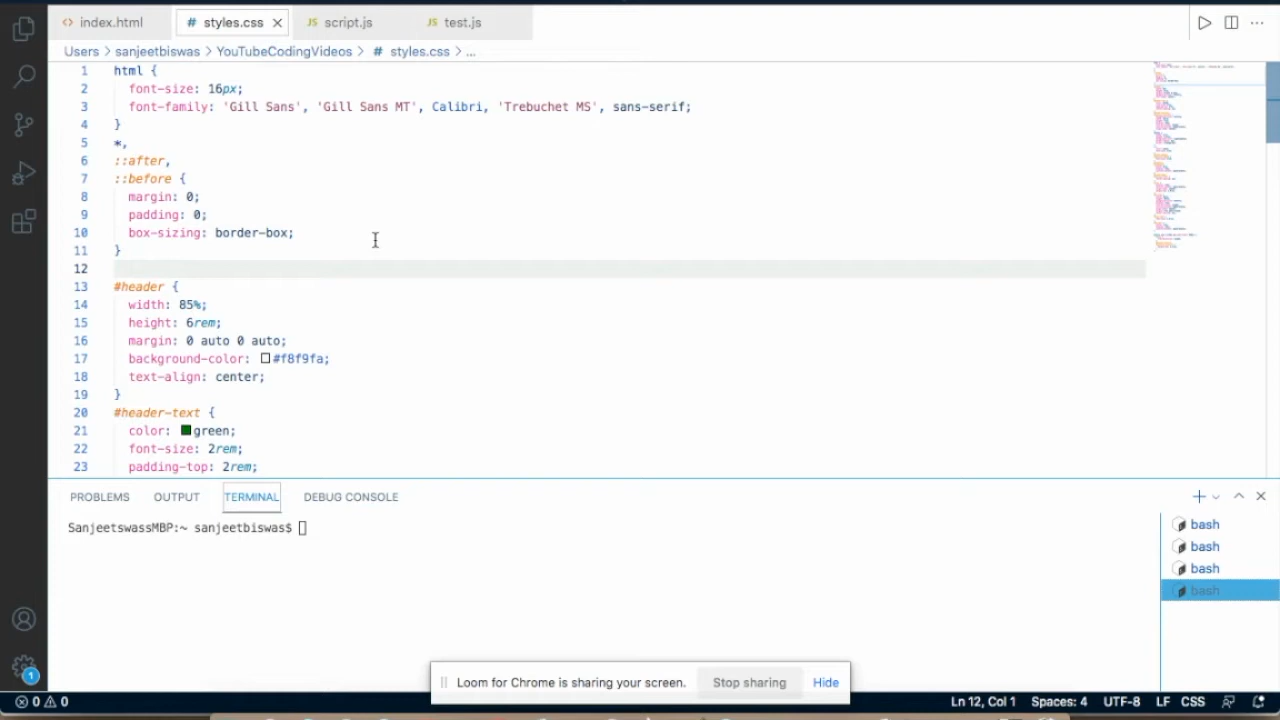 index.html styles.css script.js test.js
Users > sanjeetbiswas > YouTubeCodingVideos > # styles.css > ...
1 html {
2 font-size: 16px;
3 font-family: 'Gill Sans', 'Gill Sans MT', Calibri, 'Trebuchet MS', sans-serif;
4 }
5 *,
6 ::after,
7 ::before {
8 margin: 0;
9 padding: 0;
10 box-sizing: border-box;
11 }
12
13 #header {
14 width: 85%;
15 height: 6rem;
16 margin: 0 auto 0 auto;
17 background-color: #f8f9fa;
18 text-align: center;
19 }
20 #header-text {
21 color: green;
22 font-size: 2rem;
23 padding-top: 2rem;
PROBLEMS OUTPUT TERMINAL DEBUG CONSOLE
SanjeetswassMBP:~ sanjeetbiswas$
bash
bash
bash
bash
Loom for Chrome is sharing your screen. Stop sharing Hide
1
0 0 Ln 12, Col 1 Spaces: 4 UTF-8 LF CSS